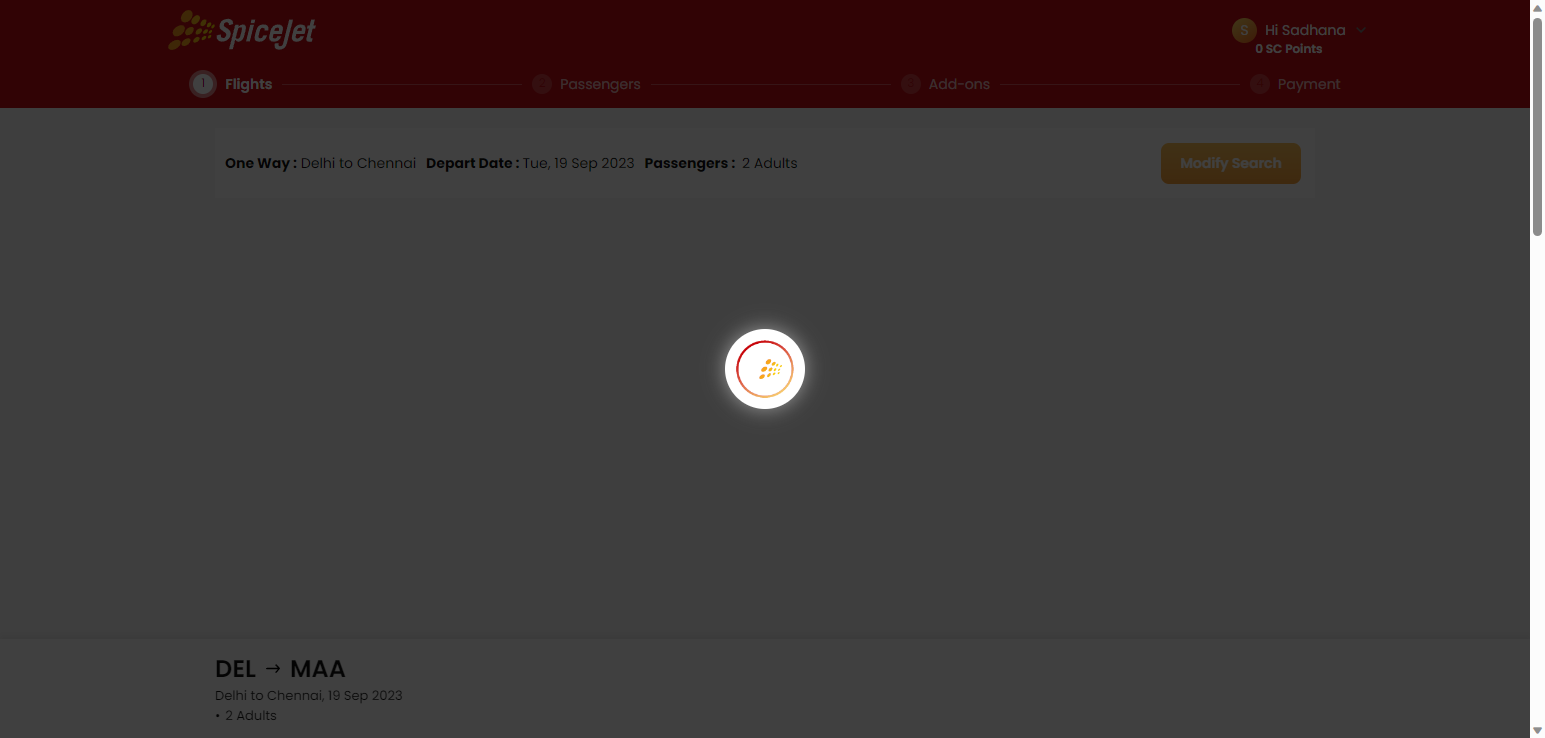 SpiceJet
S Hi Sadhana
0 SC Points
1 Flights Passengers Add-ons Payment
One Way : Delhi to Chennai Depart Date : Tue, 19 Sep 2023 Passengers : 2 Adults Modify Search
DEL → MAA
Delhi to Chennai, 19 Sep 2023
• 2 Adults